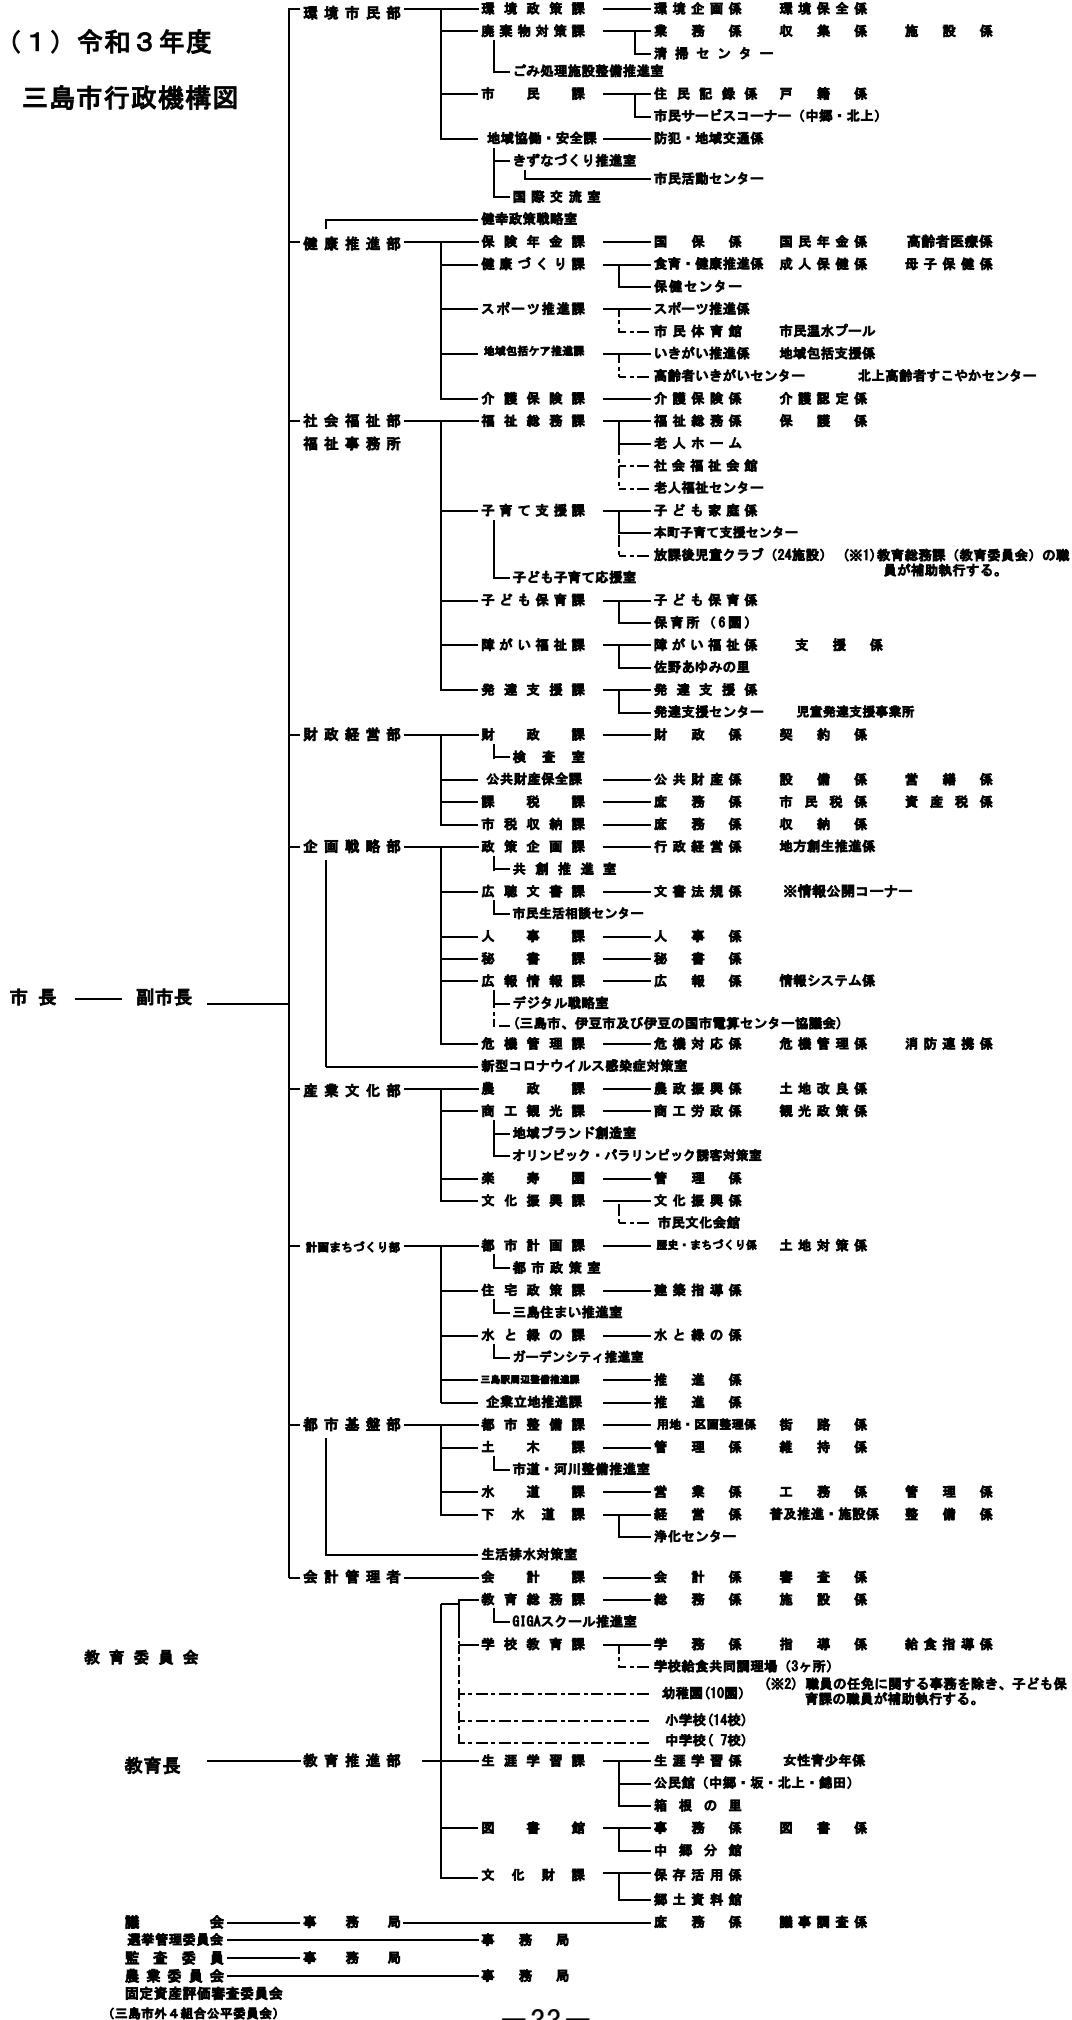 （１）令和３年度
三島市行政機構図
環境市民部 環境政策課 環境企画係 環境保全係
廃棄物対策課 業務係 収集係 施設係
清掃センター
ごみ処理施設整備推進室
市民課 住民記録係 戸籍係
市民サービスコーナー（中郷・北上）
地域協働・安全課 防犯・地域交通係
きずなづくり推進室
市民活動センター
国際交流室
健幸政策戦略室
健康推進部 保険年金課 国保係 国民年金係 高齢者医療係
健康づくり課 食育・健康推進係 成人保健係 母子保健係
保健センター
スポーツ推進課 スポーツ推進係
市民体育館 市民温水プール
地域包括ケア推進課 いきがい推進係 地域包括支援係
高齢者いきがいセンター 北上高齢者すこやかセンター
介護保険課 介護保険係 介護認定係
社会福祉部 福祉総務課 福祉総務係 保護係
福祉事務所 老人ホーム
社会福祉会館
老人福祉センター
子育て支援課 子ども家庭係
本町子育て支援センター
放課後児童クラブ（24施設） （※1）教育総務課（教育委員会）の職
員が補助執行する。
子ども子育て応援室
子ども保育課 子ども保育係
保育所（6園）
障がい福祉課 障がい福祉係 支援係
佐野あゆみの里
発達支援課 発達支援係
発達支援センター 児童発達支援事業所
財政経営部 財政課 財政係 契約係
検査室
公共財産保全課 公共財産係 設備係 営繕係
課税課 庶務係 市民税係 資産税係
市税収納課 庶務係 収納係
企画戦略部 政策企画課 行政経営係 地方創生推進係
共創推進室
広聴文書課 文書法規係 ※情報公開コーナー
市民生活相談センター
人事課 人事係
秘書課 秘書係
広報情報課 広報係 情報システム係
市長 副市長
デジタル戦略室
（三島市、伊豆市及び伊豆の国市電算センター協議会）
危機管理課 危機対応係 危機管理係 消防連携係
新型コロナウイルス感染症対策室
産業文化部 農政課 農政振興係 土地改良係
商工観光課 商工労政係 観光政策係
地域ブランド創造室
オリンピック・パラリンピック誘客対策室
楽寿園 管理係
文化振興課 文化振興係
市民文化会館
計画まちづくり部 都市計画課 歴史・まちづくり係 土地対策係
都市政策室
住宅政策課 建築指導係
三島住まい推進室
水と緑の課 水と緑の係
ガーデンシティ推進室
三島駅周辺整備推進課 推進係
企業立地推進課 推進係
都市基盤部 都市整備課 用地・区画整理係 街路係
土木課 管理係 維持係
市道・河川整備推進室
水道課 営業係 工務係 管理係
下水道課 経営係 普及推進・施設係 整備係
浄化センター
生活排水対策室
会計管理者 会計課 会計係 審査係
教育総務課 総務係 施設係
GIGAスクール推進室
学校教育課 学務係 指導係 給食指導係
教育委員会
学校給食共同調理場（3ヶ所）
幼稚園（10園） （※2）職員の任免に関する事務を除き、子ども保
育課の職員が補助執行する。
小学校（14校）
中学校（ 7校）
教育長 教育推進部 生涯学習課 生涯学習係 女性青少年係
公民館（中郷・坂・北上・錦田）
箱根の里
図書館 事務係 図書係
中郷分館
文化財課 保存活用係
郷土資料館
議会 事務局 庶務係 議事調査係
選挙管理委員会 事務局
監査委員 事務局
農業委員会 事務局
固定資産評価審査委員会
（三島市外４組合公平委員会）